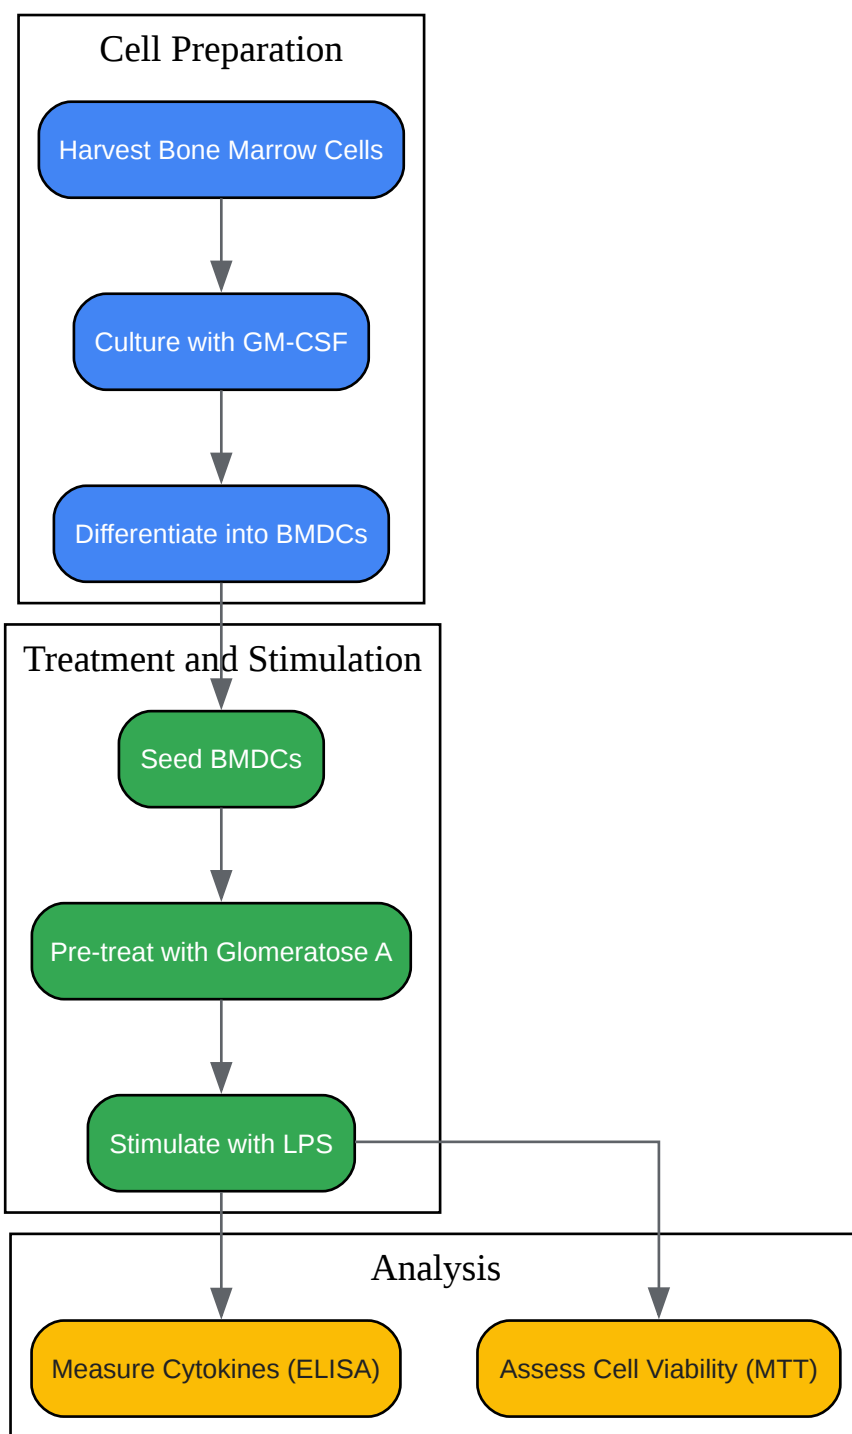 Cell Preparation
Harvest Bone Marrow Cells
Culture with GM-CSF
Differentiate into BMDCs
Treatment and Stimulation
Seed BMDCs
Pre-treat with Glomeratose A
Stimulate with LPS
Analysis
Measure Cytokines (ELISA)
Assess Cell Viability (MTT)